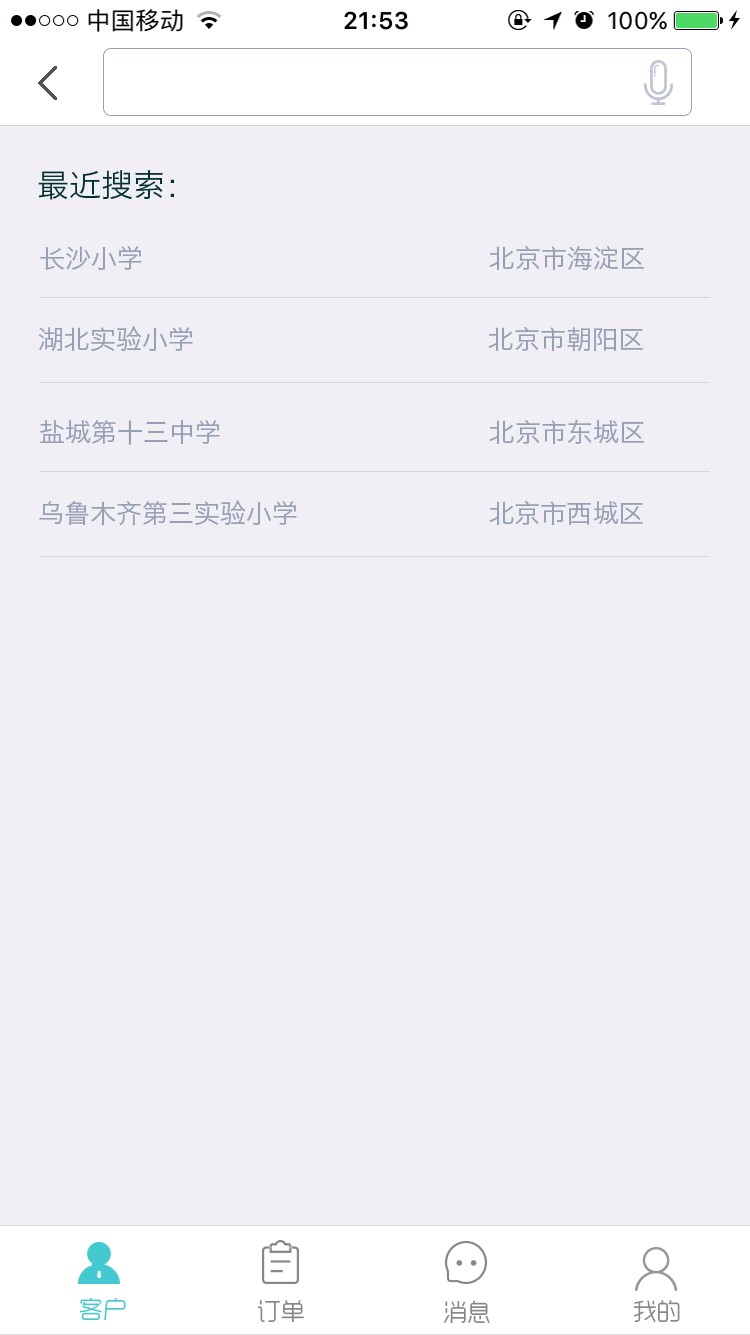 中国移动 21:53 100%
最近搜索：
长沙小学 北京市海淀区
湖北实验小学 北京市朝阳区
盐城第十三中学 北京市东城区
乌鲁木齐第三实验小学 北京市西城区
客户 订单 消息 我的